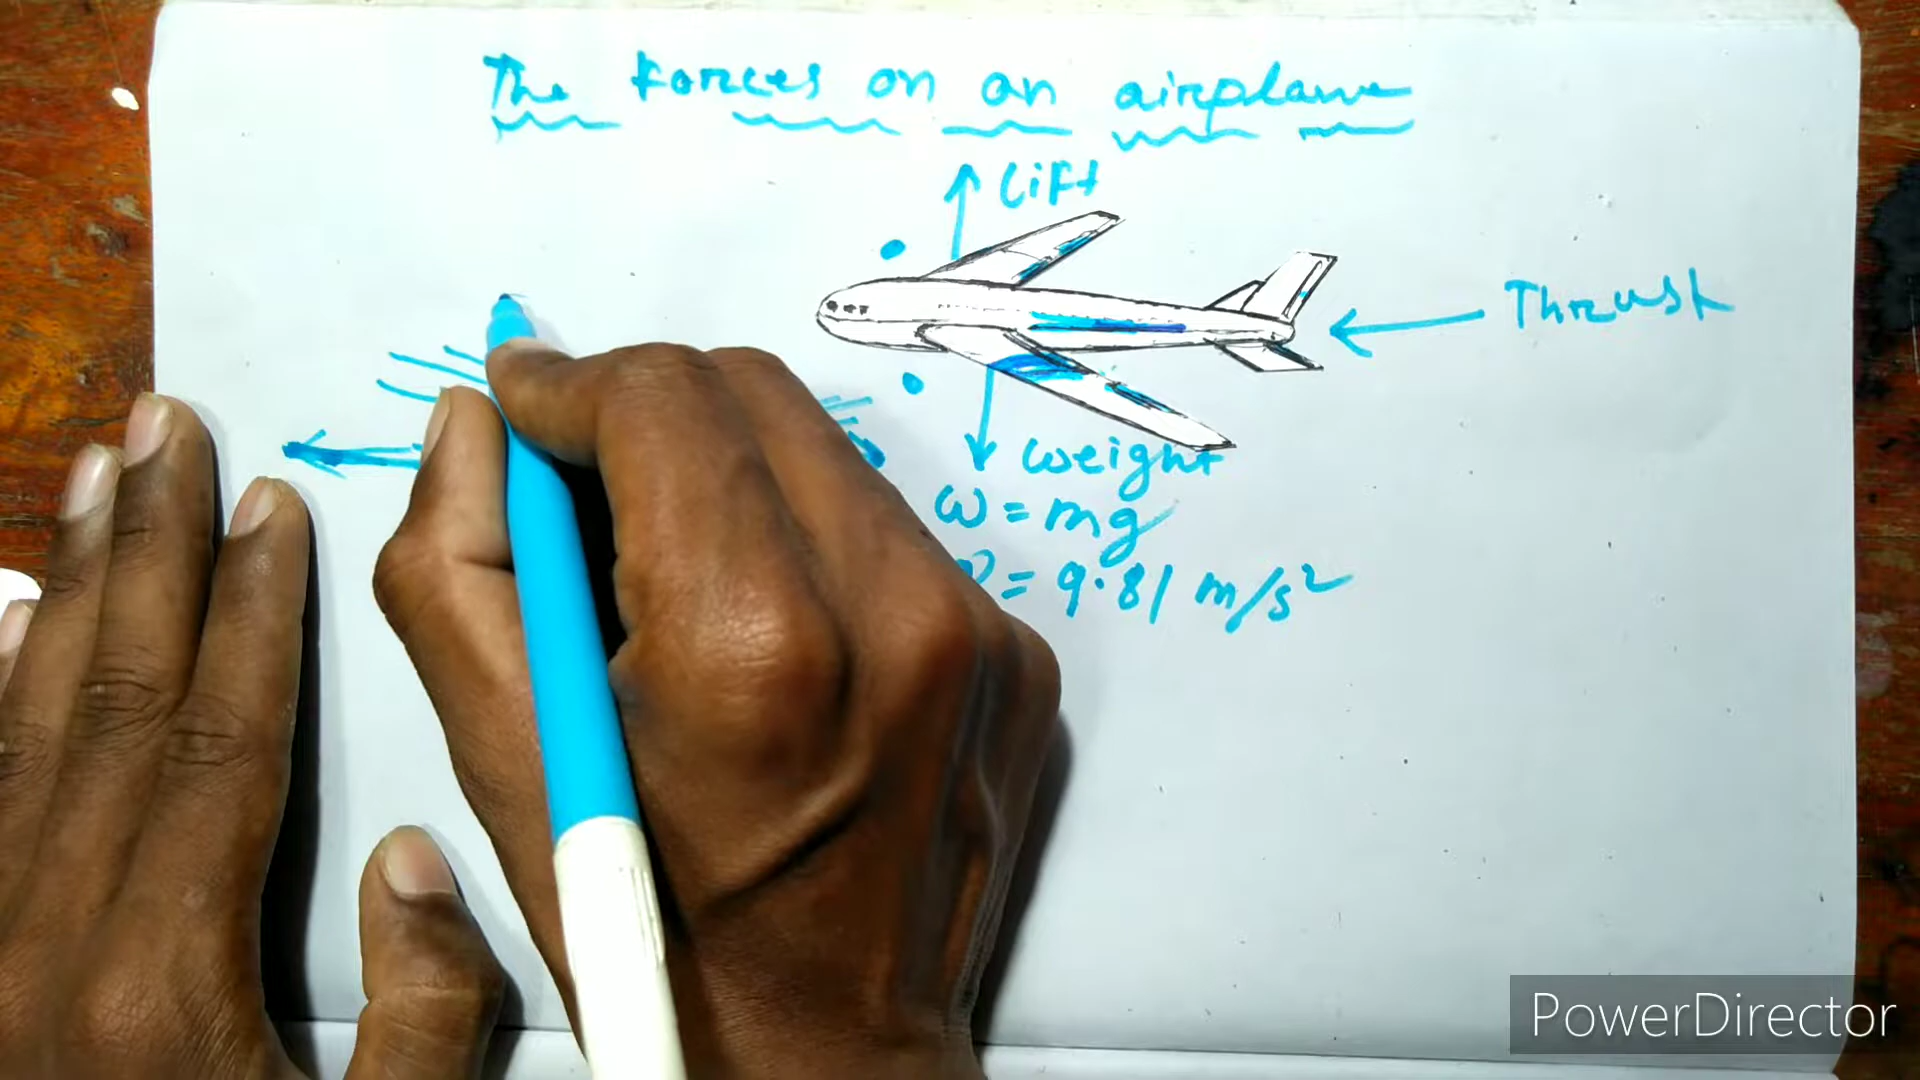 The Forces on an airplane
Lift
Thrust
Weight
W = mg
= 9.81 m/s²
PowerDirector